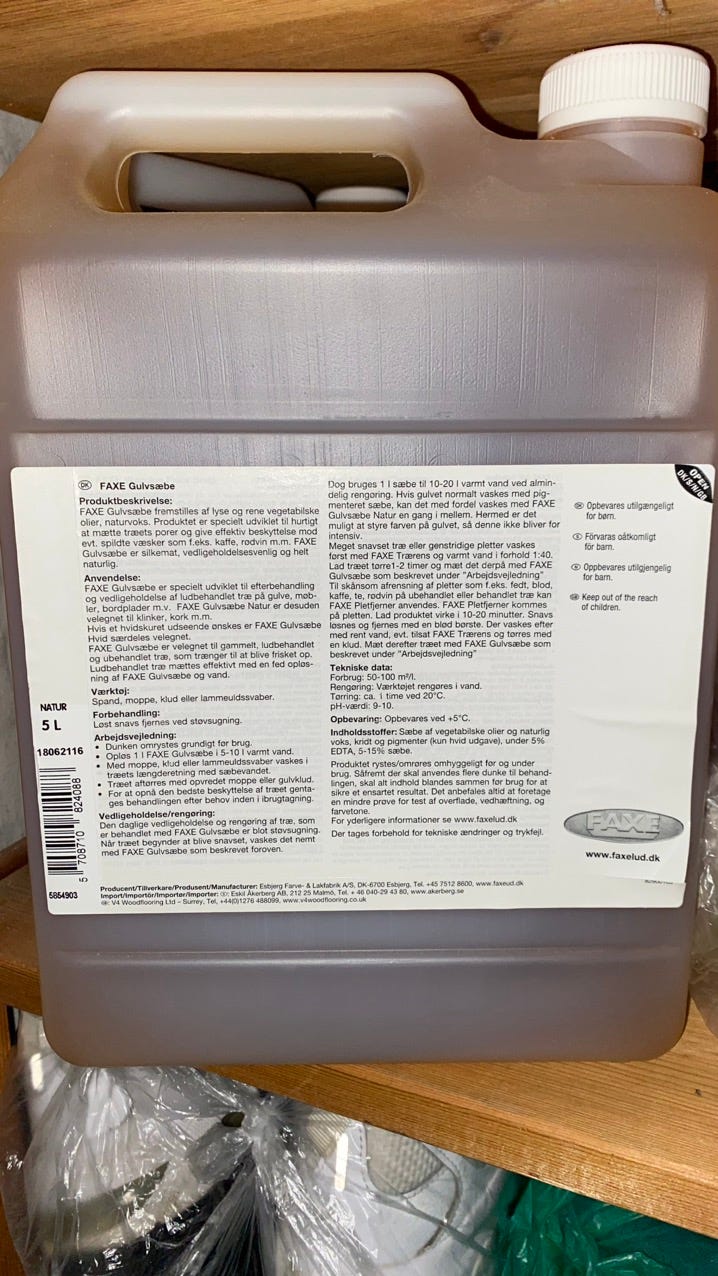 DK FAXE Gulvsæbe
Produktbeskrivelse:
FAXE Gulvsæbe fremstilles af lyse og rene vegetabilske
olier, naturvoks. Produktet er specielt udviklet til hurtigt
at mætte træets porer og give effektiv beskyttelse mod
evt. spildte væsker som f.eks. kaffe, rødvin m.m. FAXE
Gulvsæbe er silkemat, vedligeholdelsesvenlig og helt
naturlig.
Anvendelse:
FAXE Gulvsæbe er specielt udviklet til efterbehandling
og vedligeholdelse af ludbehandlet træ på gulve, møb-
ler, bordplader m.v. FAXE Gulvsæbe Natur er desuden
velegnet til klinker, kork m.m.
Hvis et hvidskuret udseende ønskes er FAXE Gulvsæbe
Hvid særdeles velegnet.
FAXE Gulvsæbe er velegnet til gammelt, ludbehandlet
og ubehandlet træ, som trænger til at blive frisket op.
Ludbehandlet træ mættes effektivt med en fed opløs-
ning af FAXE Gulvsæbe og vand.
Værktøj:
Spand, moppe, klud eller lammeuldssvaber.
Forbehandling:
Løst snavs fjernes ved støvsugning.
Arbejdsvejledning:
• Dunken omrystes grundigt før brug.
• Opløs 1 l FAXE Gulvsæbe i 5-10 l varmt vand.
• Med moppe, klud eller lammeuldssvaber vaskes i
træets længderetning med sæbevandet.
• Træet aftørres med opvredet moppe eller gulvklud.
• For at opnå den bedste beskyttelse af træet genta-
ges behandlingen efter behov inden i brugtagning.
Vedligeholdelse/rengøring:
Den daglige vedligeholdelse og rengøring af træ, som
er behandlet med FAXE Gulvsæbe er blot støvsugning.
Når træet begynder at blive snavset, vaskes det nemt
med FAXE Gulvsæbe som beskrevet foroven.
Dog bruges 1 l sæbe til 10-20 l varmt vand ved almin-
delig rengøring. Hvis gulvet normalt vaskes med pig-
menteret sæbe, kan det med fordel vaskes med FAXE
Gulvsæbe Natur en gang i mellem. Hermed er det
muligt at styre farven på gulvet, så denne ikke bliver for
intensiv.
Meget snavset træ eller genstridige pletter vaskes
først med FAXE Trærens og varmt vand i forhold 1:40.
Lad træet tørre1-2 timer og mæt det derpå med FAXE
Gulvsæbe som beskrevet under "Arbejdsvejledning"
Til skånsom afrensning af pletter som f.eks. fedt, blod,
kaffe, te, rødvin på ubehandlet eller behandlet træ kan
FAXE Pletfjerner anvendes. FAXE Pletfjerner kommes
på pletten. Lad produktet virke i 10-20 minutter. Snavs
løsnes og fjernes med en blød børste. Der vaskes efter
med rent vand, evt. tilsat FAXE Trærens og tørres med
en klud. Mæt derefter træet med FAXE Gulvsæbe som
beskrevet under "Arbejdsvejledning"
Tekniske data:
Forbrug: 50-100 m²/l.
Rengøring: Værktøjet rengøres i vand.
Tørring: ca. 1 time ved 20°C.
pH-værdi: 9-10.
Opbevaring: Opbevares ved +5°C.
Indholdsstoffer: Sæbe af vegetabilske olier og naturlig
voks, kridt og pigmenter (kun hvid udgave), under 5%
EDTA, 5-15% sæbe.
Produktet rystes/omrøres omhyggeligt før og under
brug. Såfremt der skal anvendes flere dunke til behand-
lingen, skal alt indhold blandes sammen før brug for at
sikre et ensartet resultat. Det anbefales altid at foretage
en mindre prøve for test af overflade, vedhæftning, og
farvetone.
For yderligere informationer se www.faxelud.dk
Der tages forbehold for tekniske ændringer og trykfejl.
OPEN
DK/S/N/GB
DK Opbevares utilgængeligt
for børn.
S Förvaras oåtkomligt
för barn.
N Oppbevares utilgjengelig
for barn.
GB Keep out of the reach
of children.
FAXE
www.faxelud.dk
NATUR
5 L
18062116
5 708710 824088
5854903
Producent/Tillverkare/Produsent/Manufacturer: Esbjerg Farve- & Lakfabrik A/S, DK-6700 Esbjerg, Tel. +45 7512 8600, www.faxeud.dk
Import/Importör/Importer/Importer: S: Eskil Åkerberg AB, 212 25 Malmö, Tel. + 46 040-29 43 80, www.akerberg.se
GB: V4 Woodflooring Ltd – Surrey, Tel, +44(0)1276 488099, www.v4woodflooring.co.uk